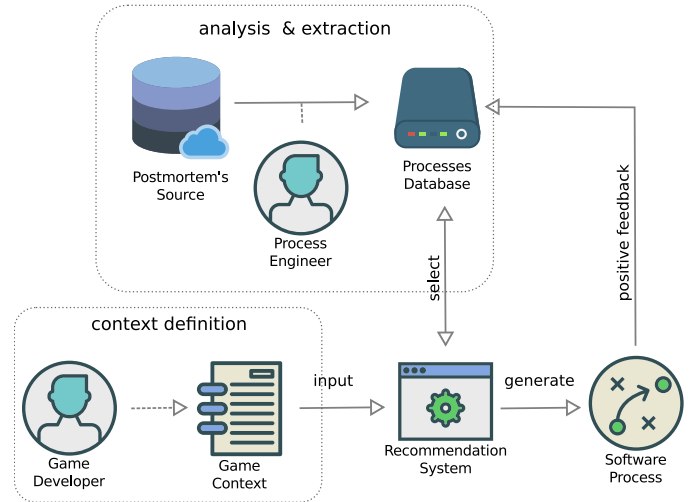 analysis & extraction
Postmortem's
Source
Process
Engineer
Processes
Database
select
positive feedback
context definition
Game
Developer
Game
Context
input
Recommendation
System
generate
Software
Process